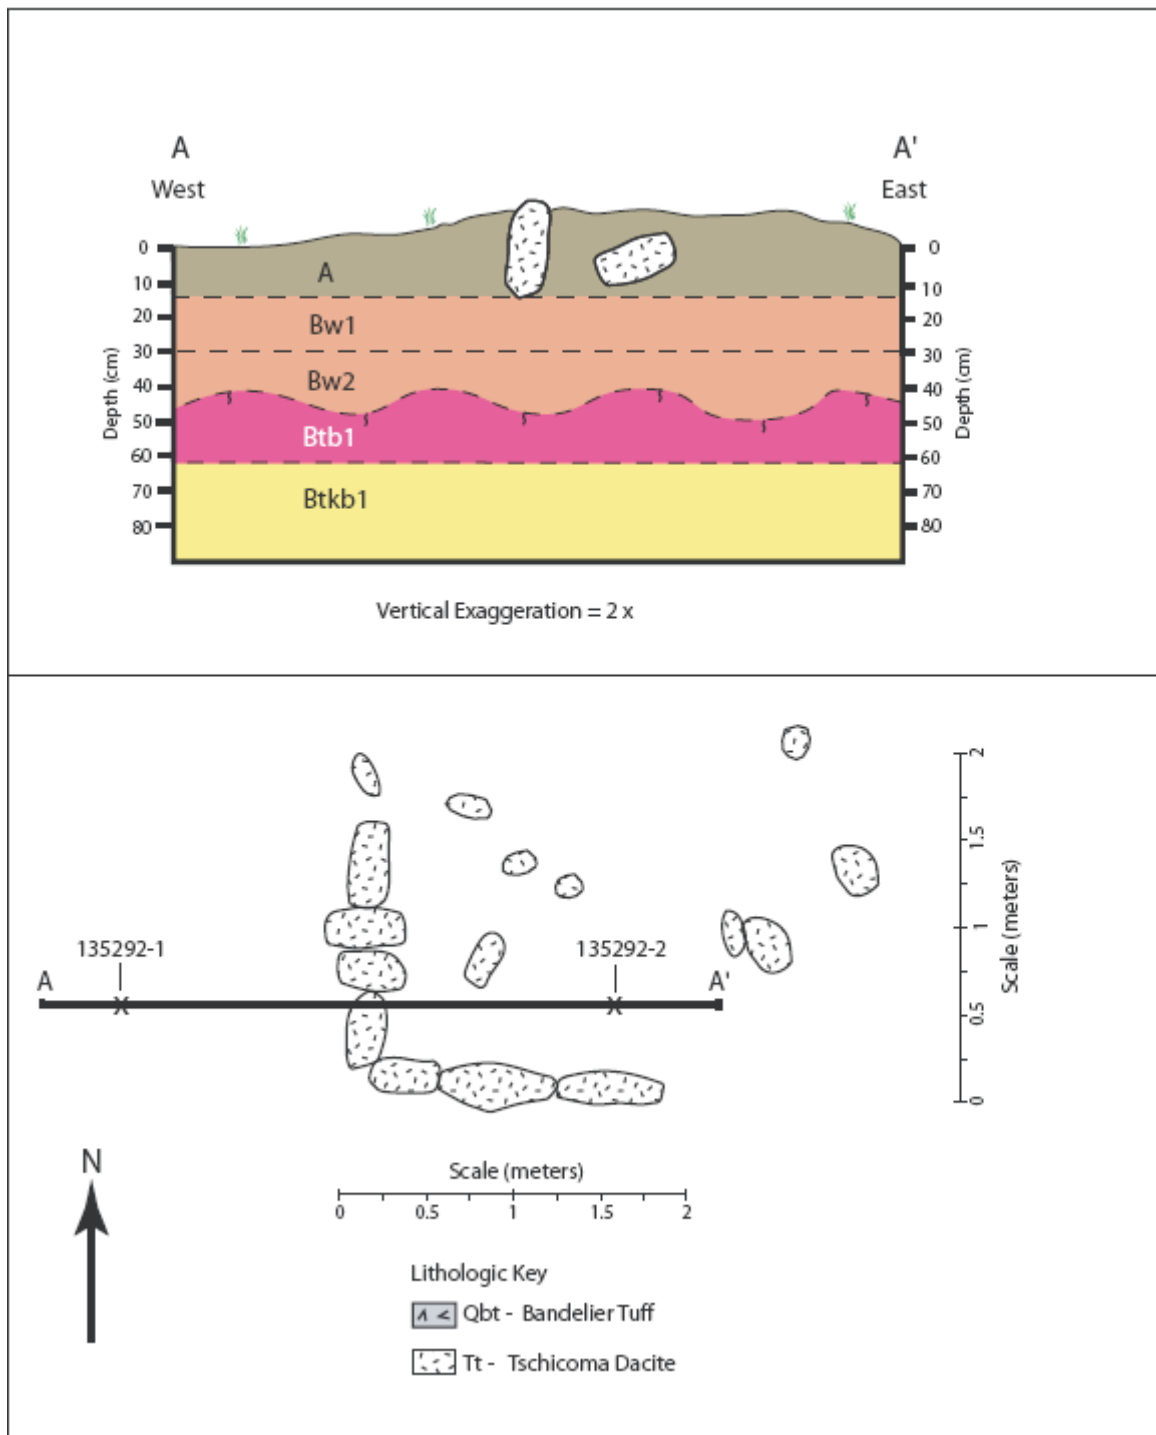 A A'
West East
0 0
A
10 10
20 20
Bw1
30 30
Depth (cm) Depth (cm)
Bw2
40 40
50 50
Btb1
60 60
70 70
Btkb1
80 80
Vertical Exaggeration = 2 x
2
1.5
1
0.5
0
Scale (meters)
135292-1 135292-2
A A'
N
Scale (meters)
0 0.5 1 1.5 2
Lithologic Key
Qbt - Bandelier Tuff
Tt - Tschicoma Dacite